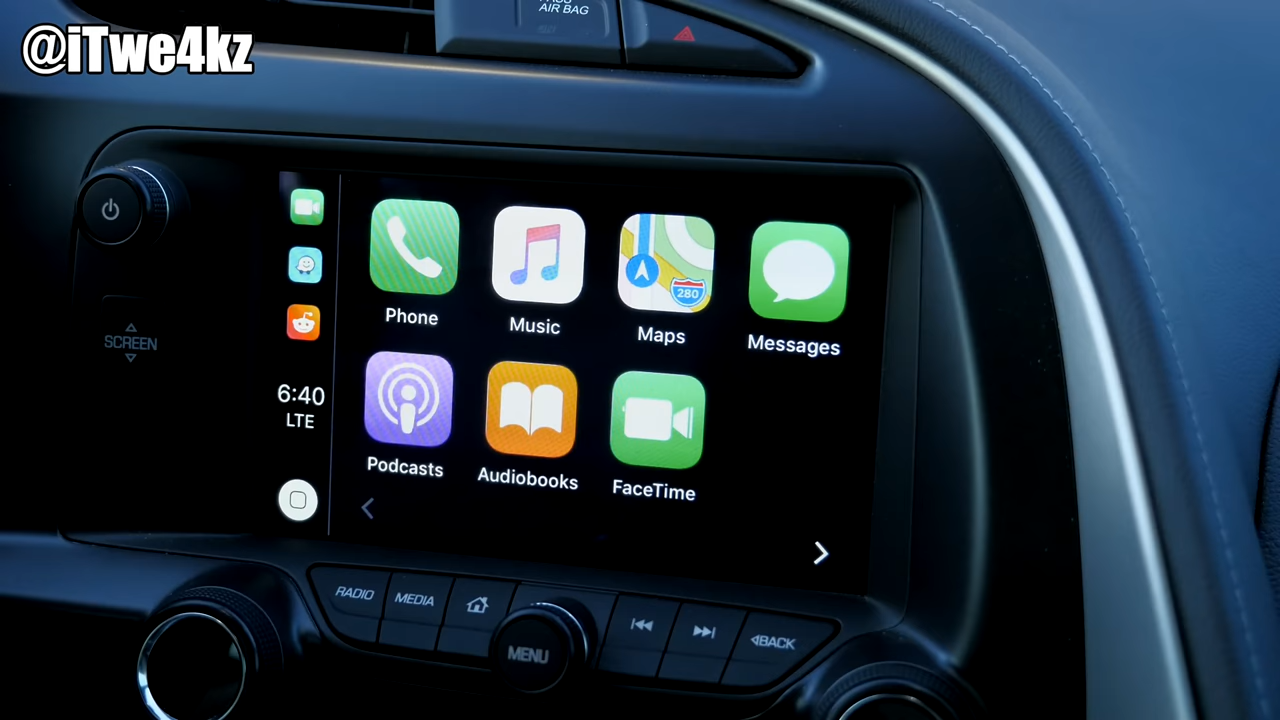 @iTwe4kz
AIR BAG
Phone
Music
Maps
Messages
280
6:40
LTE
Podcasts
Audiobooks
FaceTime
SCREEN
RADIO
MEDIA
MENU
BACK